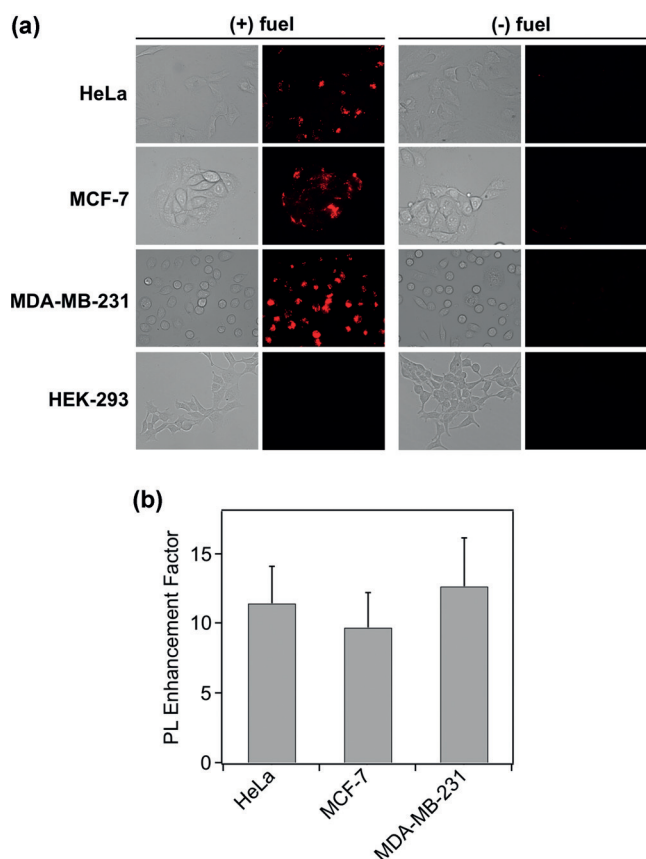 (a)
(+) fuel
(-) fuel
HeLa
MCF-7
MDA-MB-231
HEK-293
(b)
PL Enhancement Factor
15
10
5
0
HeLa
MCF-7
MDA-MB-231